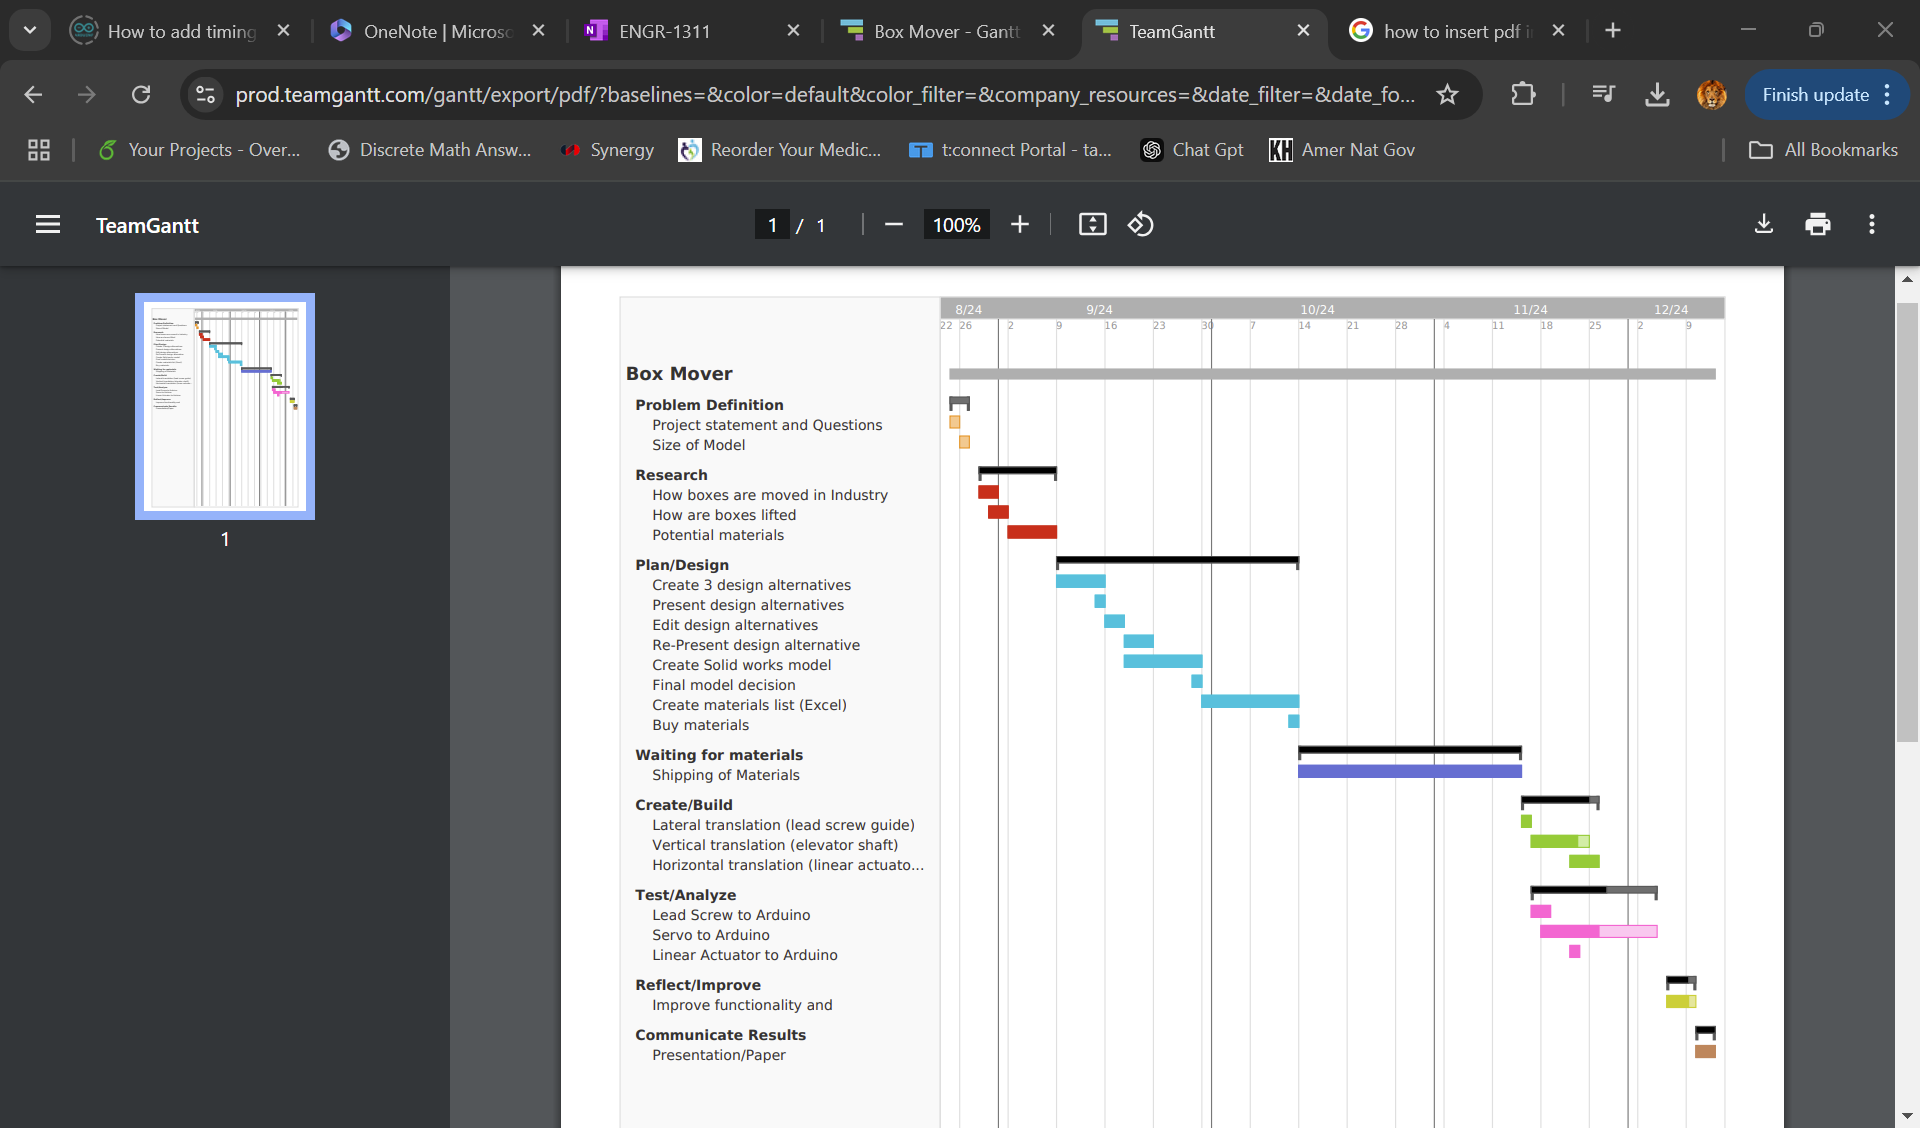 How to add timing
OneNote | Microso
ENGR-1311
Box Mover - Gantt
TeamGantt
how to insert pdf i
prod.teamgantt.com/gantt/export/pdf/?baselines=&color=default&color_filter=&company_resources=&date_filter=&date_fo...
Finish update
Your Projects - Over...
Discrete Math Answ...
Synergy
Reorder Your Medic...
t:connect Portal - ta...
Chat Gpt
KH
Amer Nat Gov
All Bookmarks
TeamGantt
1 / 1
100%
1
8/24 9/24 10/24 11/24 12/24
22 26 2 9 16 23 30 7 14 21 28 4 11 18 25 2 9
Box Mover
Problem Definition
Project statement and Questions
Size of Model
Research
How boxes are moved in Industry
How are boxes lifted
Potential materials
Plan/Design
Create 3 design alternatives
Present design alternatives
Edit design alternatives
Re-Present design alternative
Create Solid works model
Final model decision
Create materials list (Excel)
Buy materials
Waiting for materials
Shipping of Materials
Create/Build
Lateral translation (lead screw guide)
Vertical translation (elevator shaft)
Horizontal translation (linear actuato...
Test/Analyze
Lead Screw to Arduino
Servo to Arduino
Linear Actuator to Arduino
Reflect/Improve
Improve functionality and
Communicate Results
Presentation/Paper